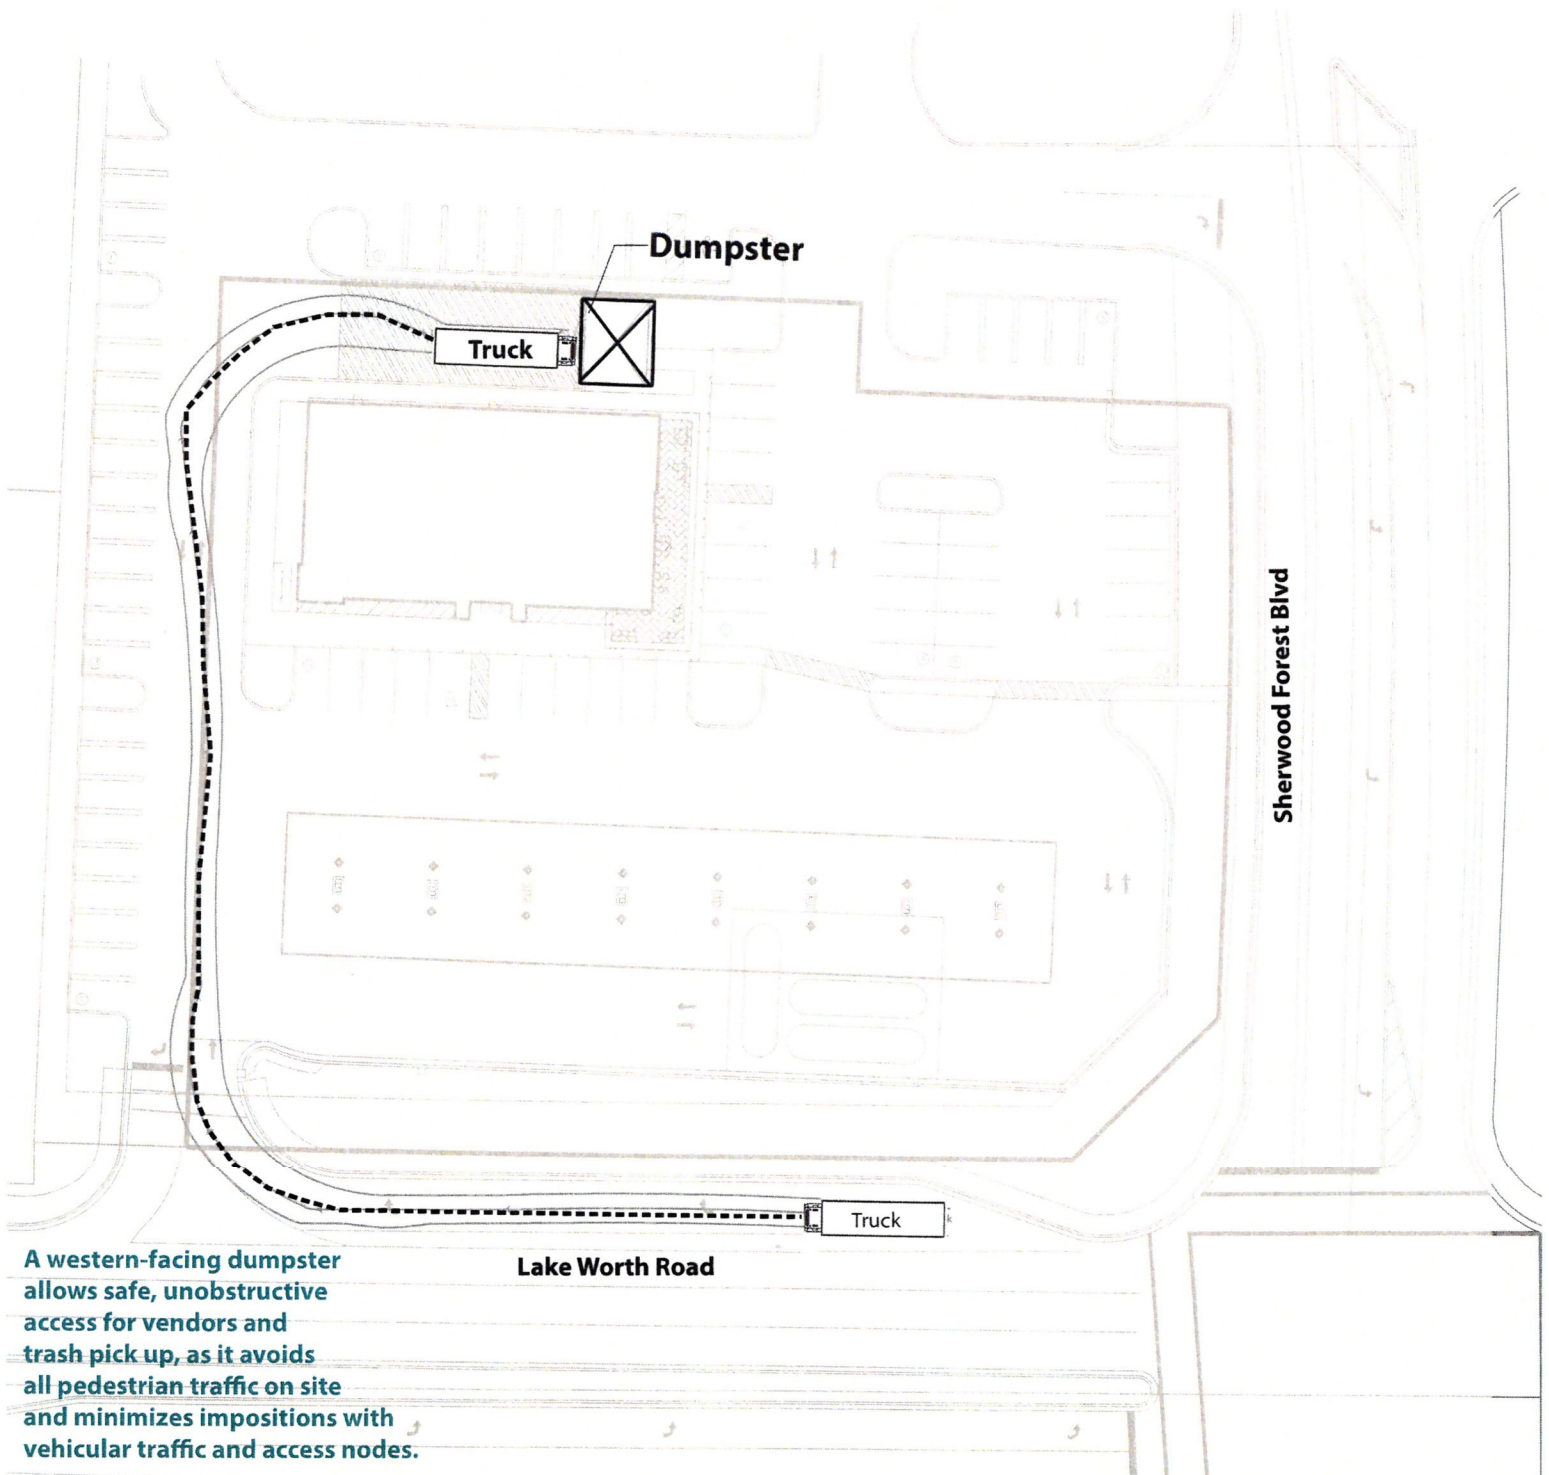 Dumpster
Truck
Sherwood Forest Blvd
Truck
Lake Worth Road
A western-facing dumpster
allows safe, unobstructive
access for vendors and
trash pick up, as it avoids
all pedestrian traffic on site
and minimizes impositions with
vehicular traffic and access nodes.